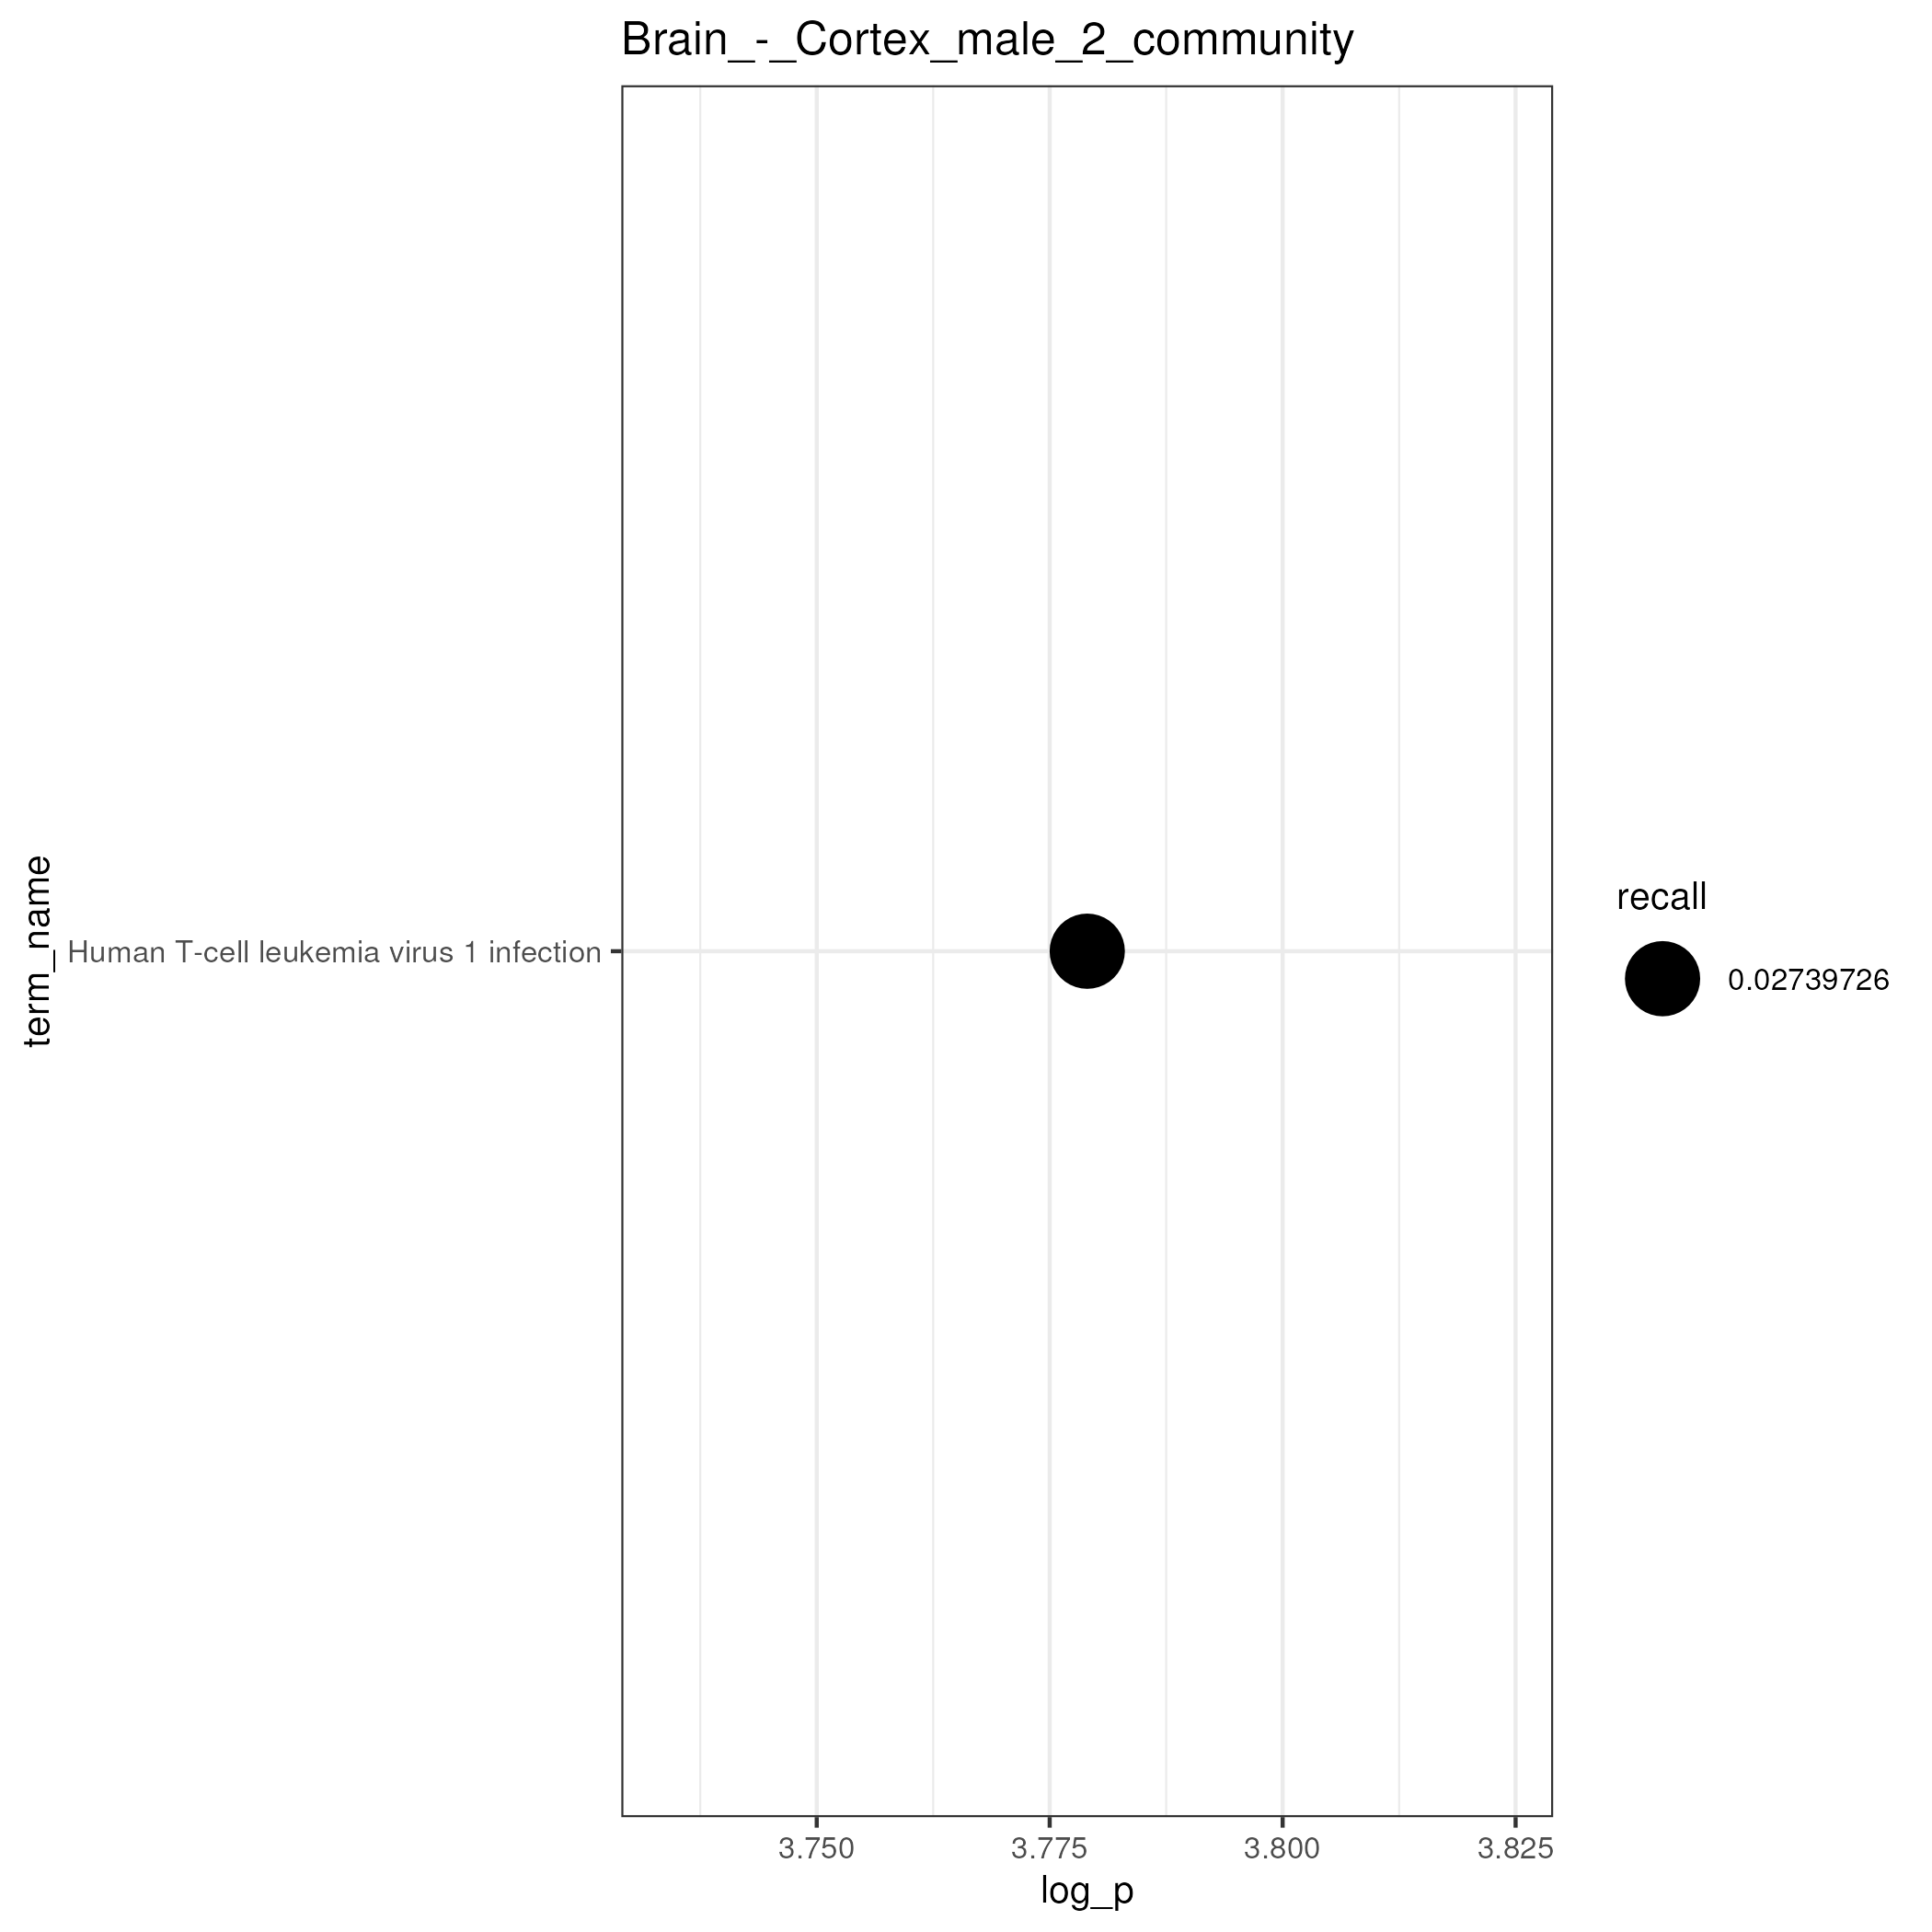 Brain_-_Cortex_male_2_community
term_name
Human T-cell leukemia virus 1 infection
recall
0.02739726
3.750
3.775
3.800
3.825
log_p